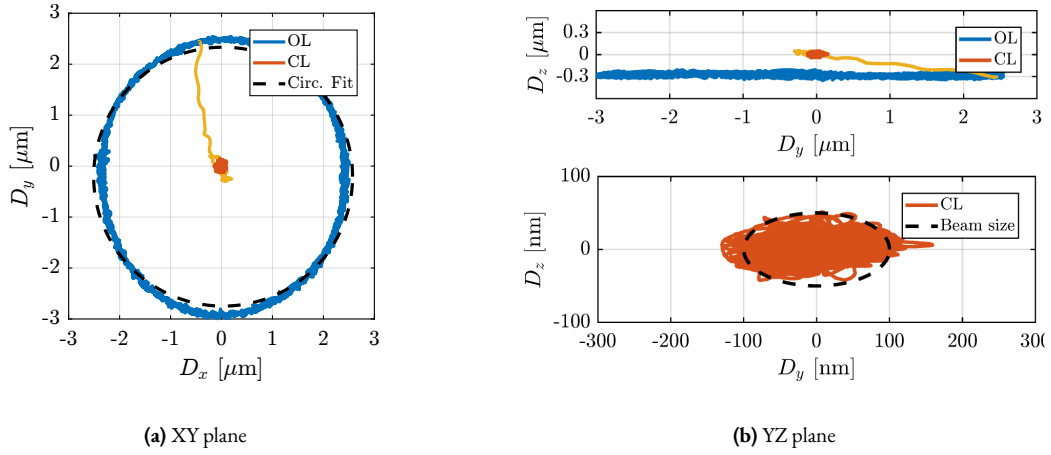 3
2
1
0
-1
-2
-3
-3 -2 -1 0 1 2 3
D_y [μm]
D_x [μm]
OL
CL
Circ. Fit
(a) XY plane
0.3
0
-0.3
-3 -2 -1 0 1 2 3
D_z [μm]
D_y [μm]
OL
CL
100
0
-100
-300 -200 -100 0 100 200 300
D_z [nm]
D_y [nm]
CL
Beam size
(b) YZ plane